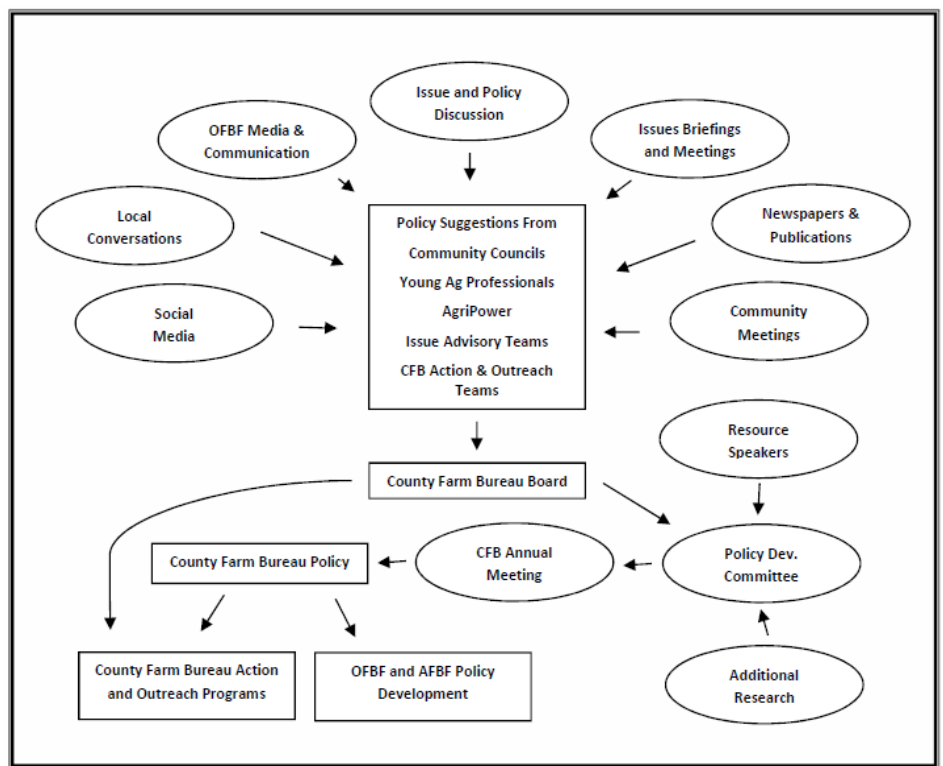 Issue and Policy
Discussion
OFBF Media &
Communication
Issues Briefings
and Meetings
Local
Conversations
Policy Suggestions From
Community Councils
Young Ag Professionals
AgriPower
Issue Advisory Teams
CFB Action & Outreach
Teams
Newspapers &
Publications
Social
Media
Community
Meetings
Resource
Speakers
County Farm Bureau Board
Policy Dev.
Committee
CFB Annual
Meeting
County Farm Bureau Policy
County Farm Bureau Action
and Outreach Programs
OFBF and AFBF Policy
Development
Additional
Research